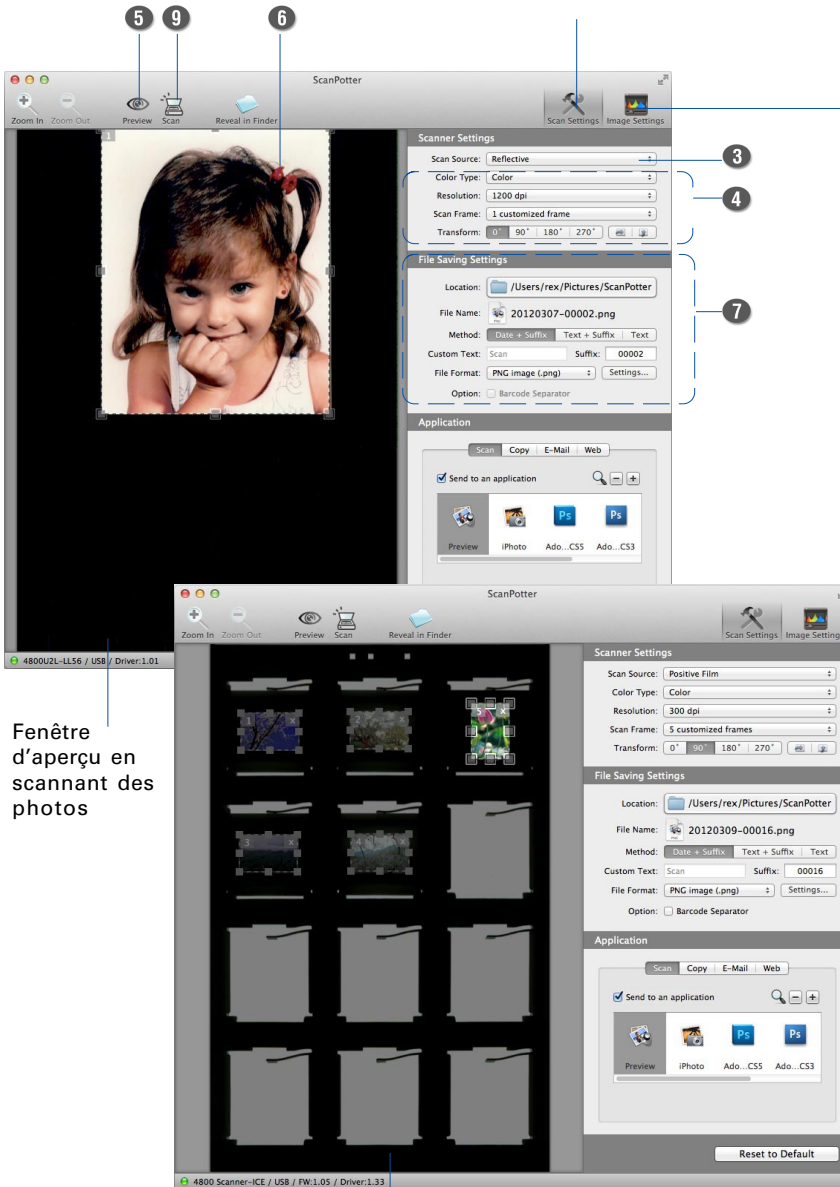 5 9 6
ScanPotter
Zoom In Zoom Out Preview Scan Reveal in Finder Scan Settings Image Settings
1
Scanner Settings
Scan Source: Reflective
3
Color Type: Color
4
Resolution: 1200 dpi
Scan Frame: 1 customized frame
Transform: 0° 90° 180° 270°
File Saving Settings
Location: /Users/rex/Pictures/ScanPotter
File Name: 20120307-00002.png
7
Method: Date + Suffix Text + Suffix Text
Custom Text: Scan Suffix: 00002
File Format: PNG image (.png) Settings...
Option: Barcode Separator
Application
Scan Copy E-Mail Web
Send to an application
Ps Ps
Preview iPhoto Ado...CS5 Ado...CS3
4800U2L-LL56 / USB / Driver:1.01
Fenêtre
d'aperçu en
scannant des
photos
ScanPotter
Zoom In Zoom Out Preview Scan Reveal in Finder Scan Settings Image Setting
Scanner Settings
Scan Source: Positive Film
Color Type: Color
Resolution: 300 dpi
Scan Frame: 5 customized frames
Transform: 0° 90° 180° 270°
1 x 2 5 x
3 x 4 x
File Saving Settings
Location: /Users/rex/Pictures/ScanPotter
File Name: 20120309-00016.png
Method: Date + Suffix Text + Suffix Text
Custom Text: Scan Suffix: 00016
File Format: PNG image (.png) Settings...
Option: Barcode Separator
Application
Scan Copy E-Mail Web
Send to an application
Ps Ps
Preview iPhoto Ado...CS5 Ado...CS3
Reset to Default
4800 Scanner-ICE / USB / FW:1.05 / Driver:1.33